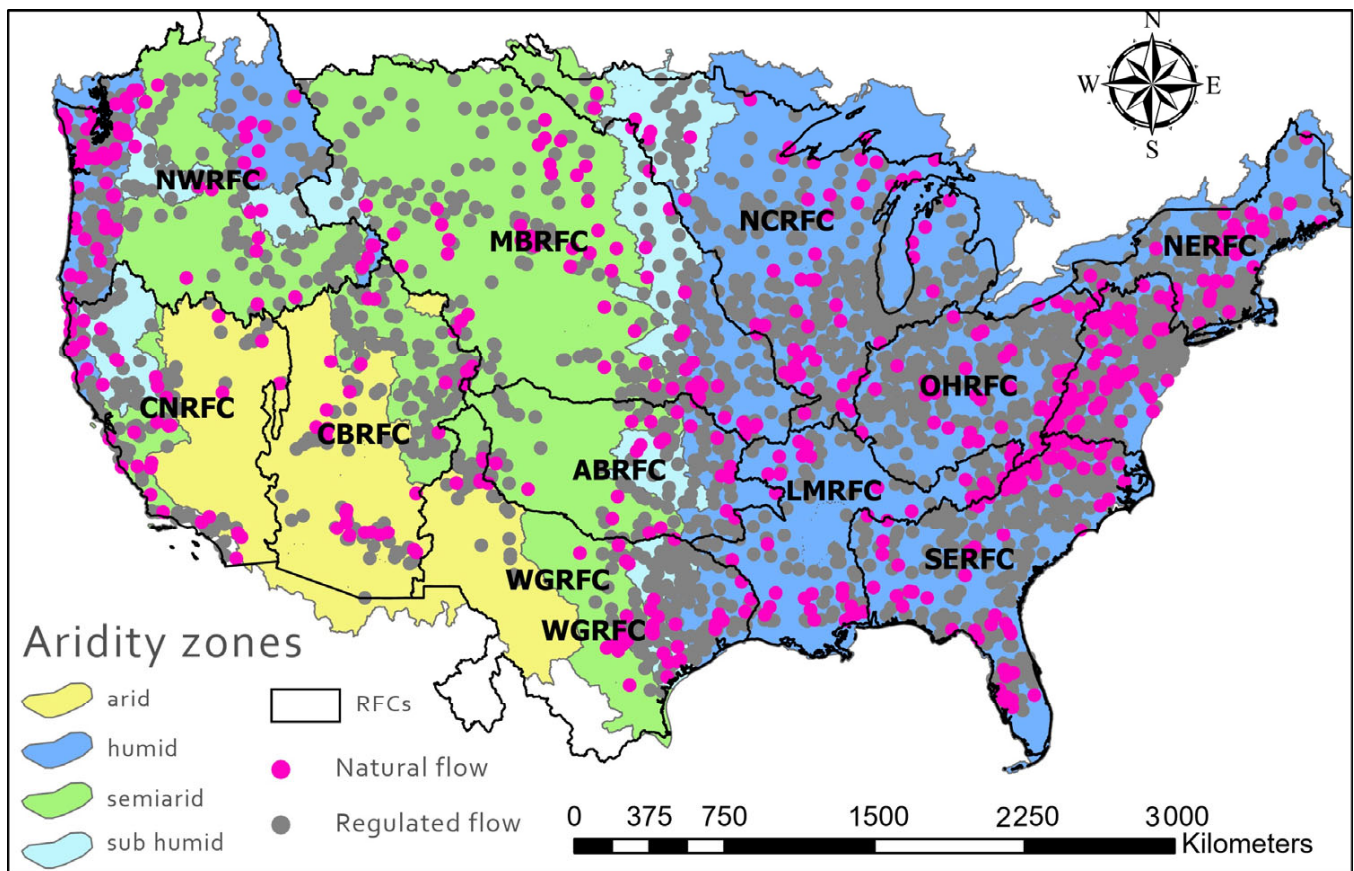 N
W E
S
NWRFC
MBRFC
NCRFC
NERFC
CNRFC
CBRFC
ABRFC
OHRFC
LMRFC
SERFC
WGRFC
WGRFC
Aridity zones
arid
humid
semiarid
sub humid
RFCs
Natural flow
Regulated flow
0 375 750 1500 2250 3000
Kilometers